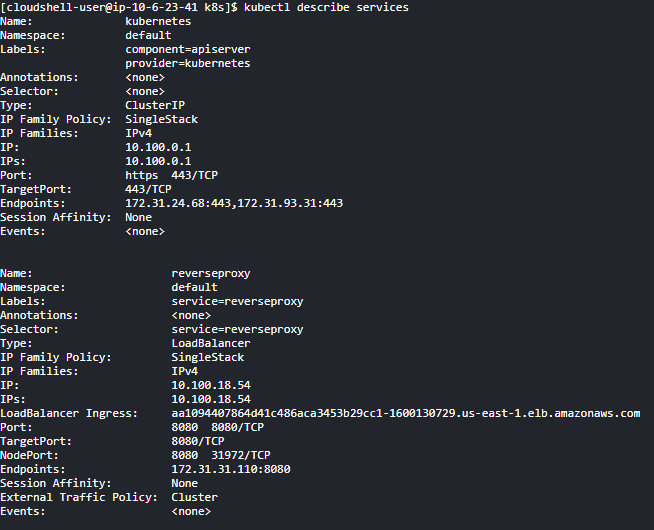 [cloudshell-user@ip-10-6-23-41 k8s]$ kubectl describe services
Name: kubernetes
Namespace: default
Labels: component=apiserver
provider=kubernetes
Annotations: <none>
Selector: <none>
Type: ClusterIP
IP Family Policy: SingleStack
IP Families: IPv4
IP: 10.100.0.1
IPs: 10.100.0.1
Port: https 443/TCP
TargetPort: 443/TCP
Endpoints: 172.31.24.68:443,172.31.93.31:443
Session Affinity: None
Events: <none>
Name: reverseproxy
Namespace: default
Labels: service=reverseproxy
Annotations: <none>
Selector: service=reverseproxy
Type: LoadBalancer
IP Family Policy: SingleStack
IP Families: IPv4
IP: 10.100.18.54
IPs: 10.100.18.54
LoadBalancer Ingress: aa1094407864d41c486aca3453b29cc1-1600130729.us-east-1.elb.amazonaws.com
Port: 8080 8080/TCP
TargetPort: 8080/TCP
NodePort: 8080 31972/TCP
Endpoints: 172.31.31.110:8080
Session Affinity: None
External Traffic Policy: Cluster
Events: <none>